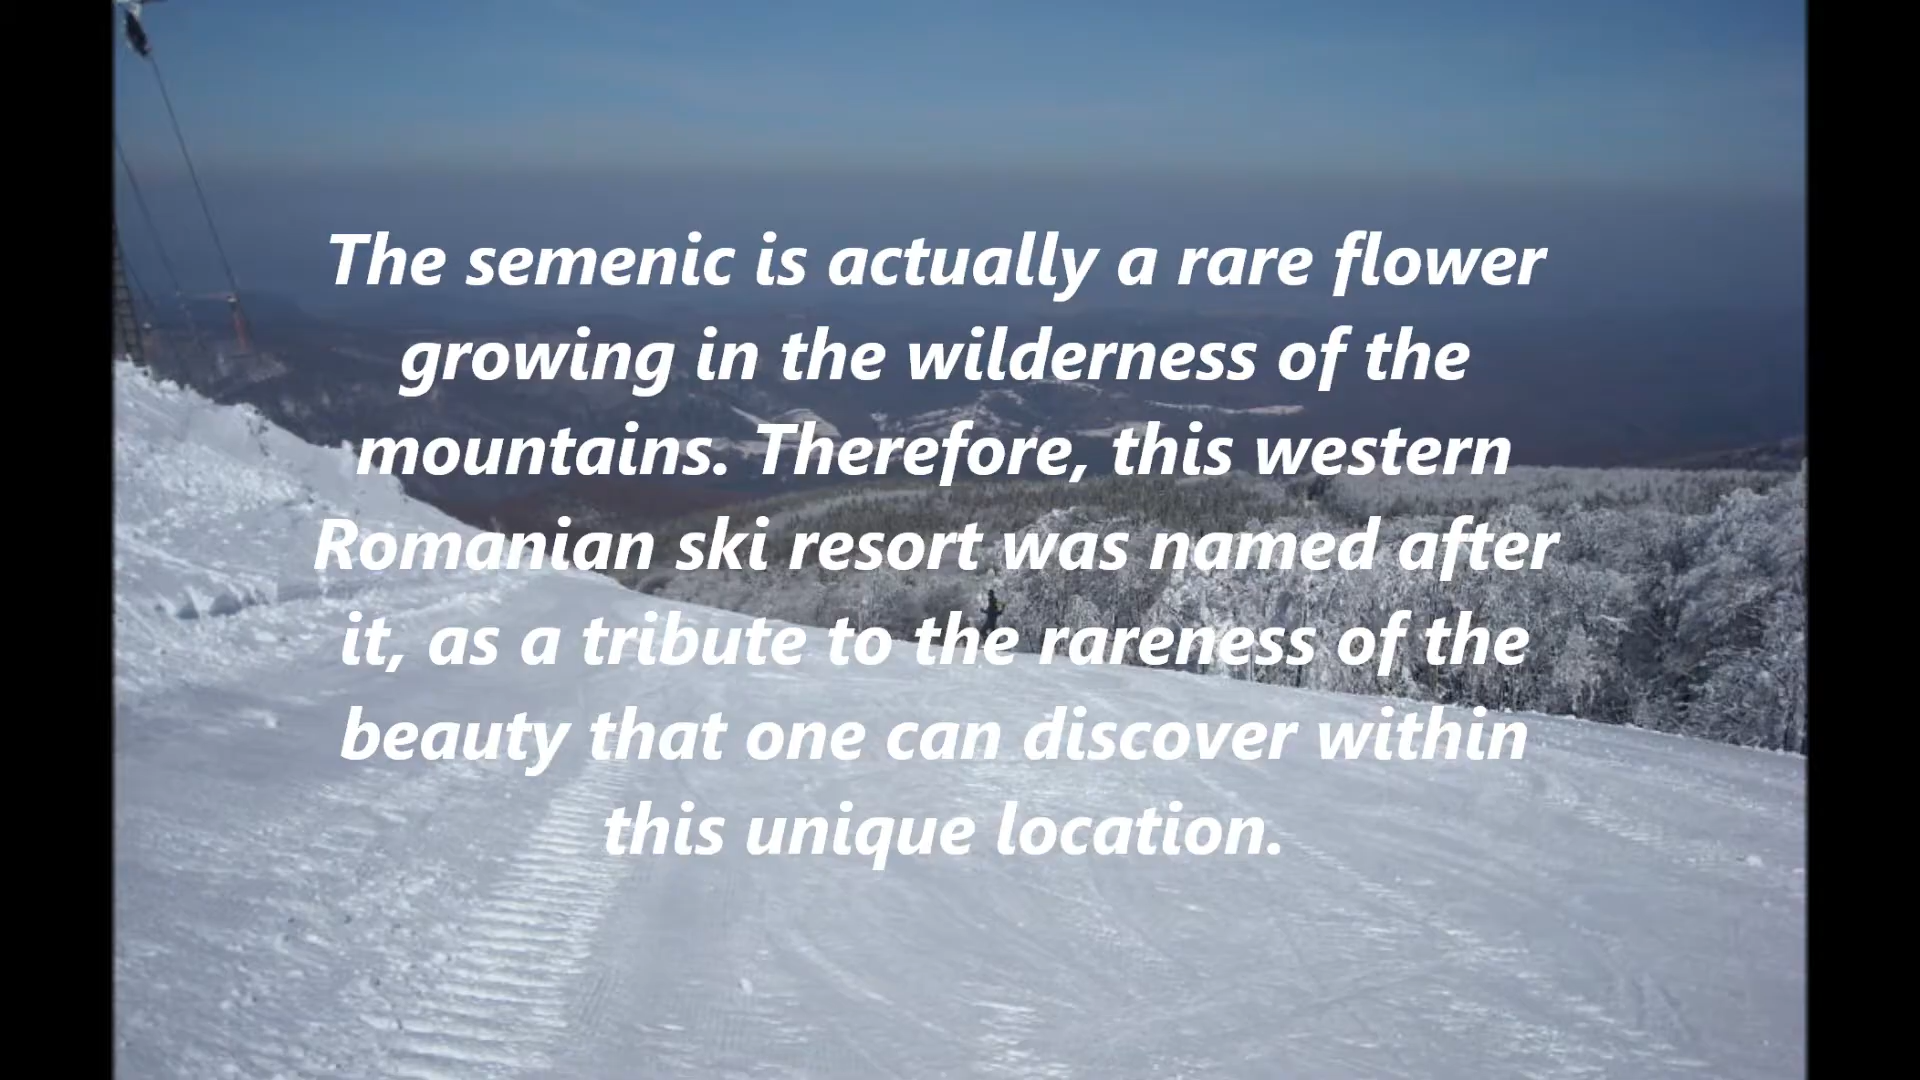 The semenic is actually a rare flower
growing in the wilderness of the
mountains. Therefore, this western
Romanian ski resort was named after
it, as a tribute to the rareness of the
beauty that one can discover within
this unique location.